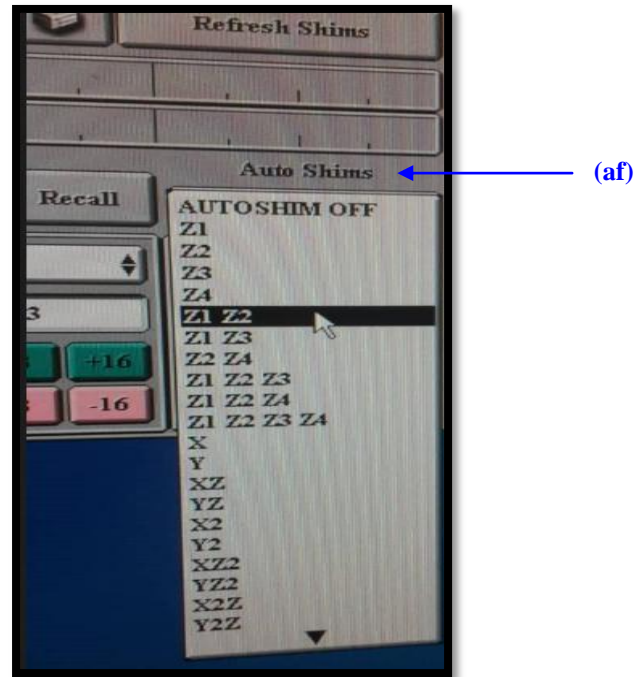 Refresh Shims
Auto Shims
(af)
Recall
AUTOSHIM OFF
Z1
Z2
Z3
Z4
Z1 Z2
Z1 Z3
Z2 Z4
Z1 Z2 Z3
Z1 Z2 Z4
Z1 Z2 Z3 Z4
X
Y
XZ
YZ
X2
Y2
XZ2
YZ2
X2Z
Y2Z
3
+16
-16